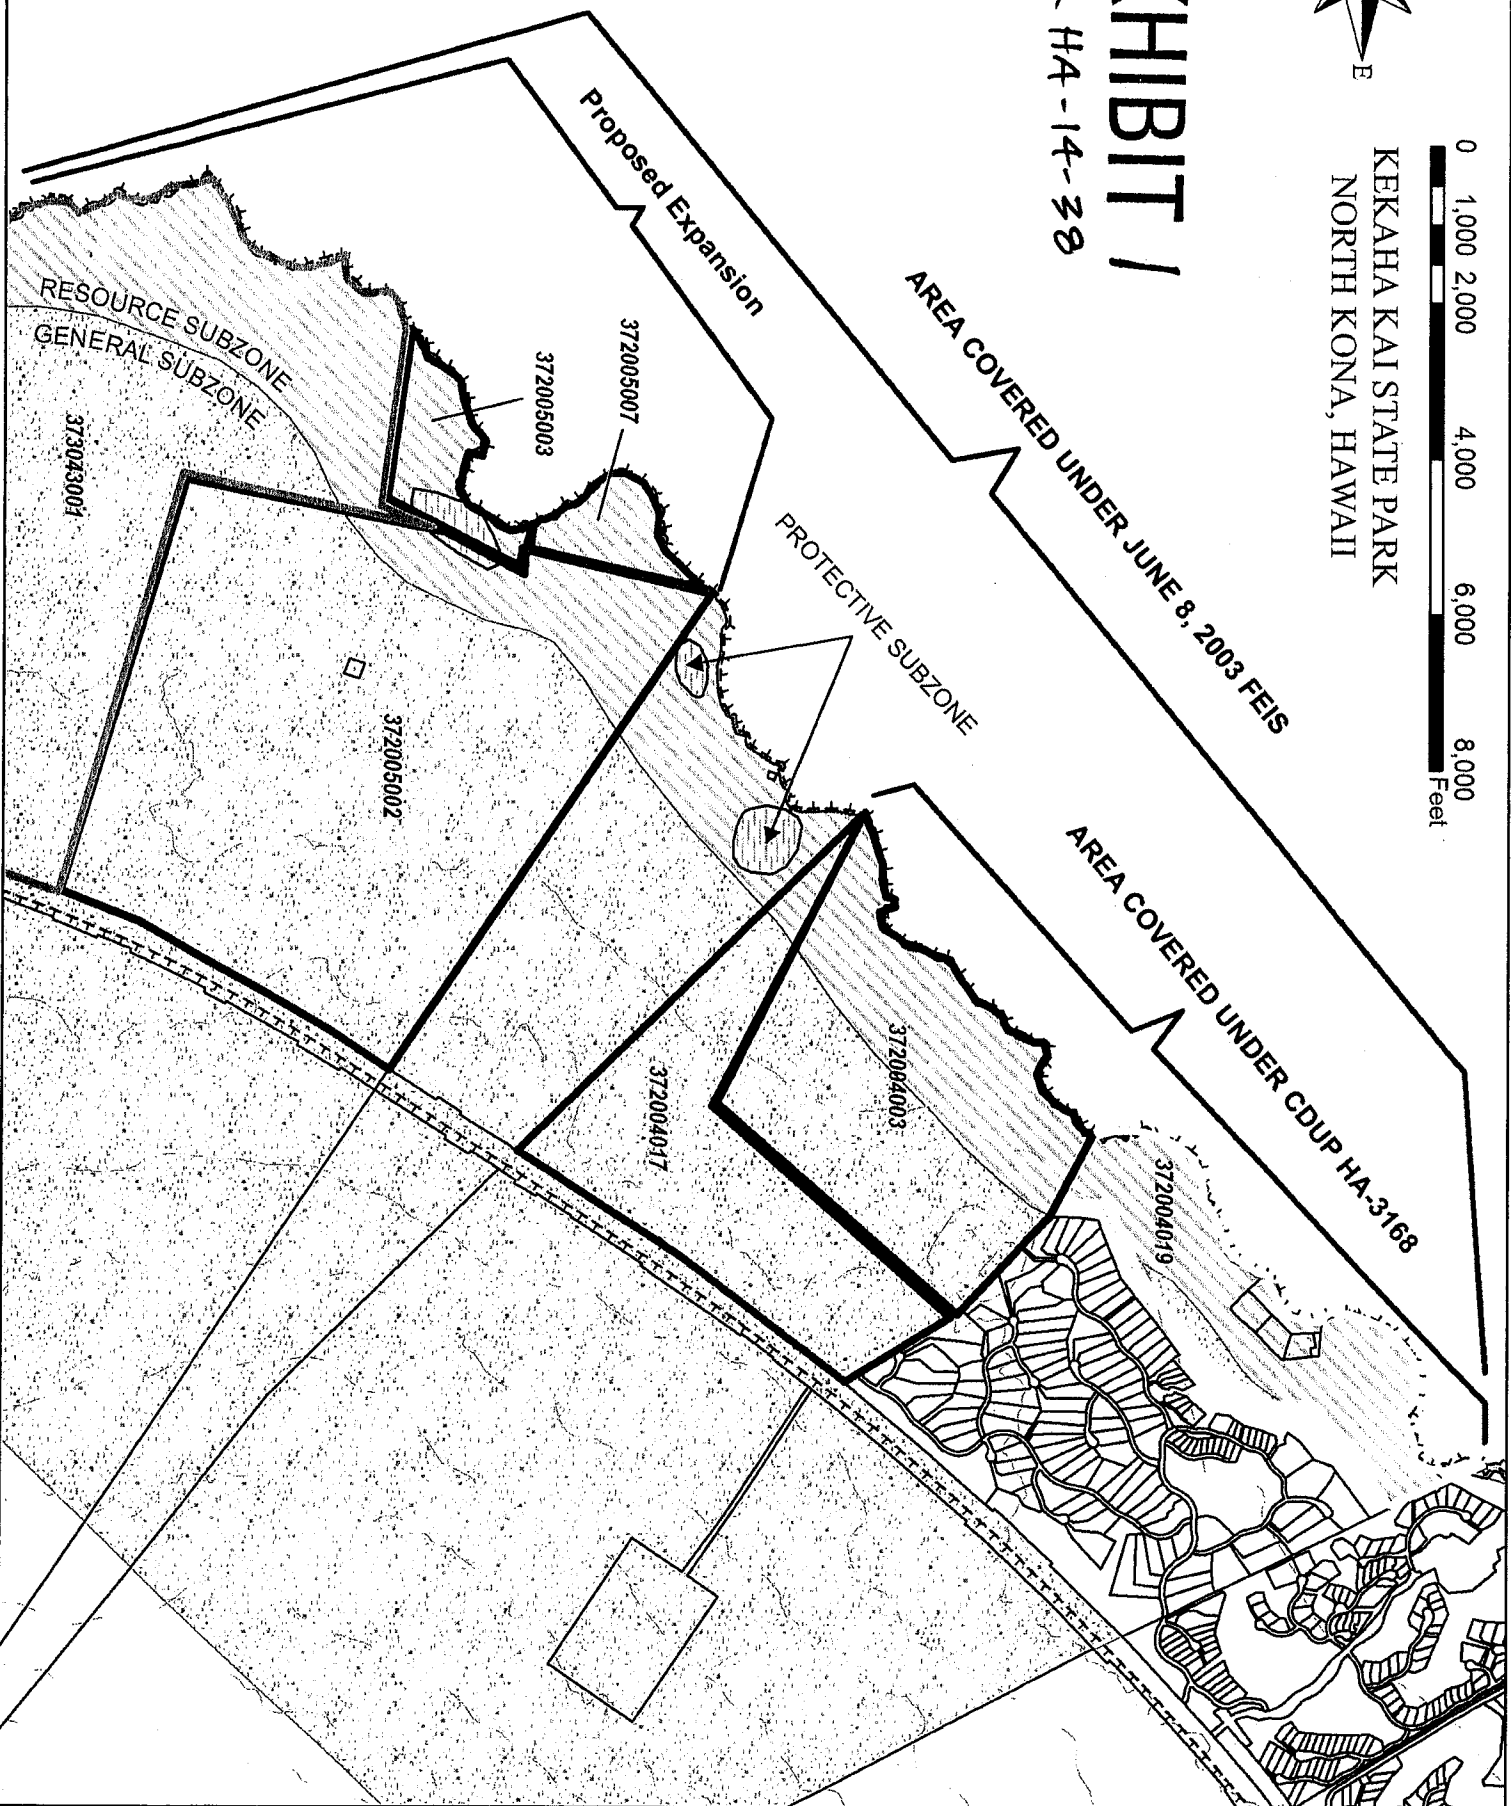 E
0 1,000 2,000 4,000 6,000 8,000
Feet
KEKAHA KAI STATE PARK
NORTH KONA, HAWAII
HIBIT 1
HA-14-38
AREA COVERED UNDER JUNE 8, 2003 FEIS
AREA COVERED UNDER CDUP HA-3168
Proposed Expansion
PROTECTIVE SUBZONE
372005007
372005003
RESOURCE SUBZONE
GENERAL SUBZONE
373043001
372005002
372004003
372004017
372004019